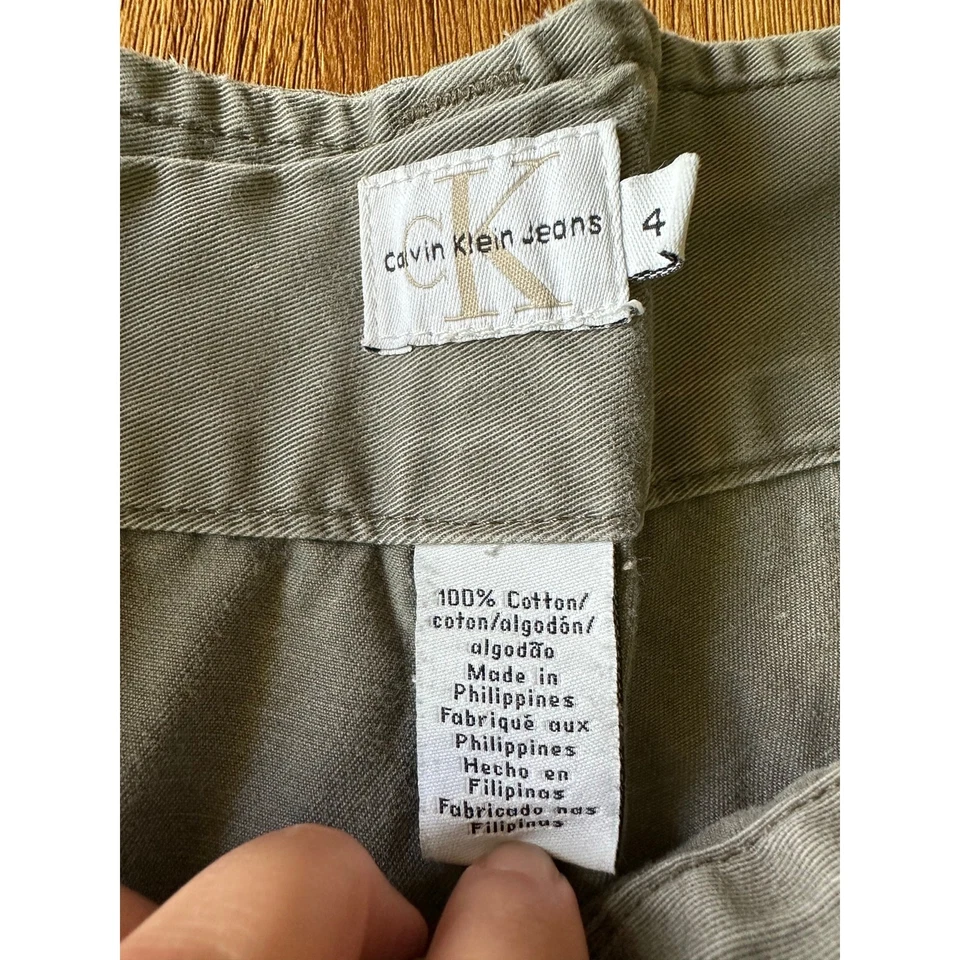 CK
Calvin Klein Jeans
4
100% Cotton/
coton/algodón/
algodão
Made in
Philippines
Fabriqué aux
Philippines
Hecho en
Filipinas
Fabricado nas
Filipinas